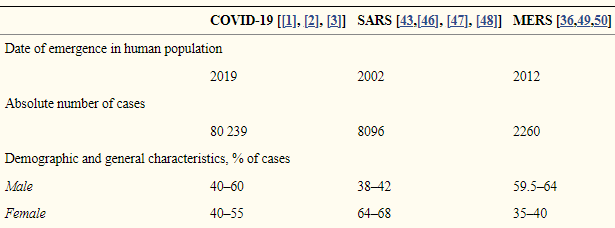 COVID-19 [[1], [2], [3]] SARS [43,[46], [47], [48]] MERS [36,49,50]
Date of emergence in human population
2019 2002 2012
Absolute number of cases
80 239 8096 2260
Demographic and general characteristics, % of cases
Male 40–60 38–42 59.5–64
Female 40–55 64–68 35–40